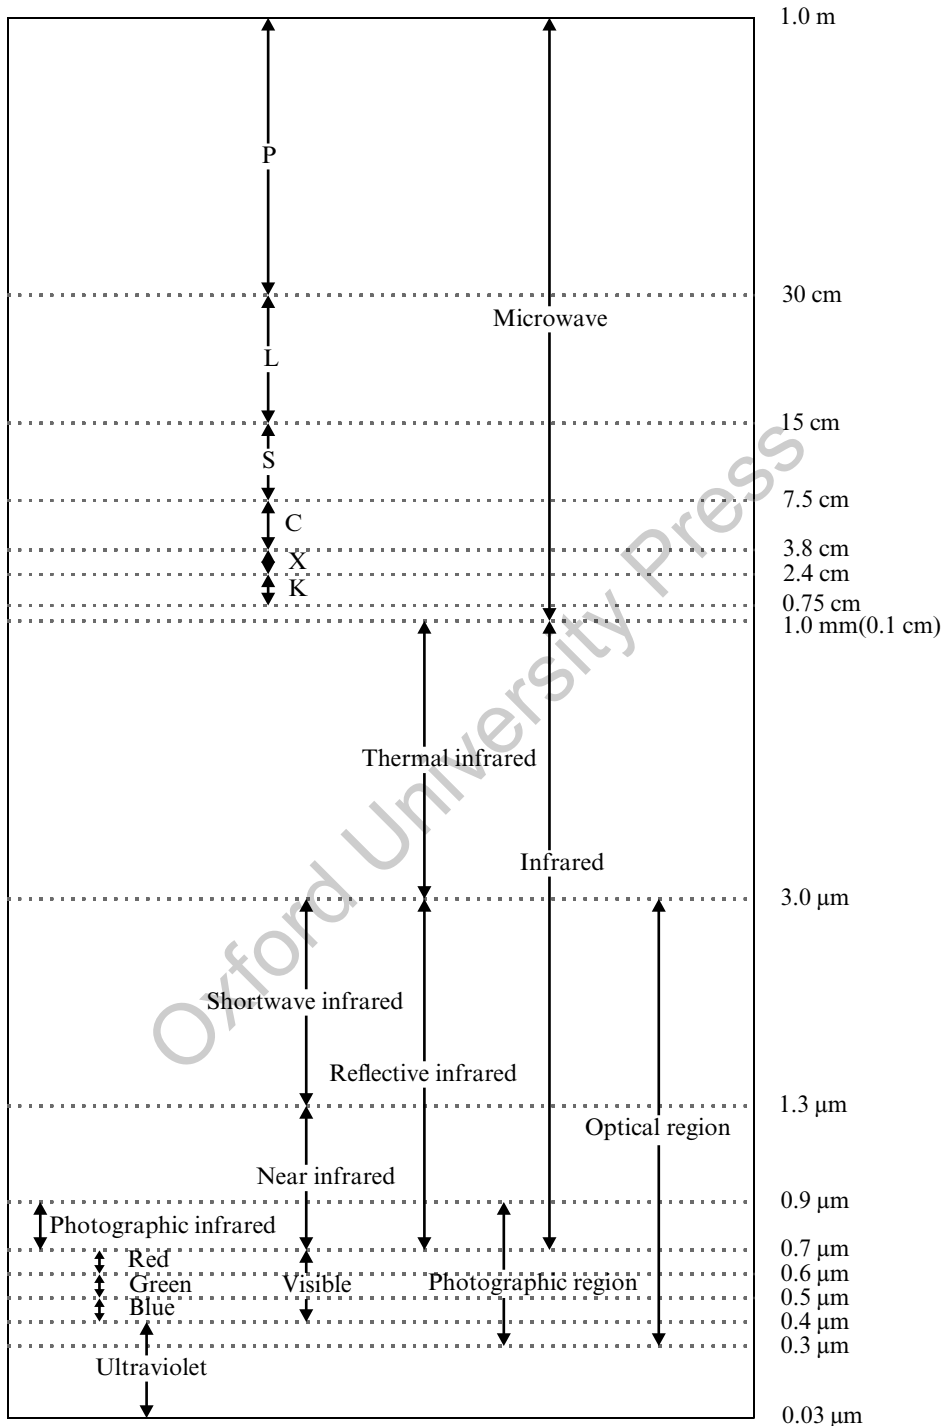 1.0 m
P
30 cm
Microwave
L
15 cm
S
7.5 cm
C
3.8 cm
X
2.4 cm
K
0.75 cm
1.0 mm(0.1 cm)
Thermal infrared
Infrared
3.0 µm
Shortwave infrared
Reflective infrared
1.3 µm
Optical region
Near infrared
0.9 µm
Photographic infrared
0.7 µm
Red
0.6 µm
Green
Visible
Photographic region
0.5 µm
Blue
0.4 µm
0.3 µm
Ultraviolet
0.03 µm
Oxford University Press